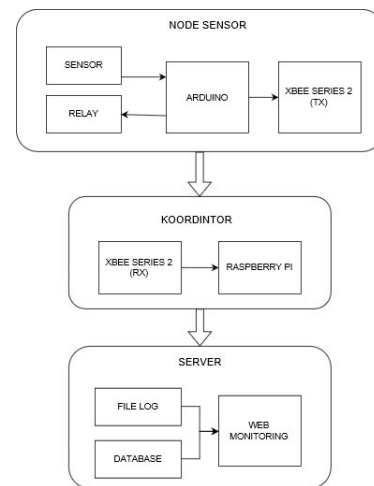 NODE SENSOR
SENSOR
RELAY
ARDUINO
XBEE SERIES 2
(TX)
KOORDINTOR
XBEE SERIES 2
(RX)
RASPBERRY PI
SERVER
FILE LOG
DATABASE
WEB
MONITORING